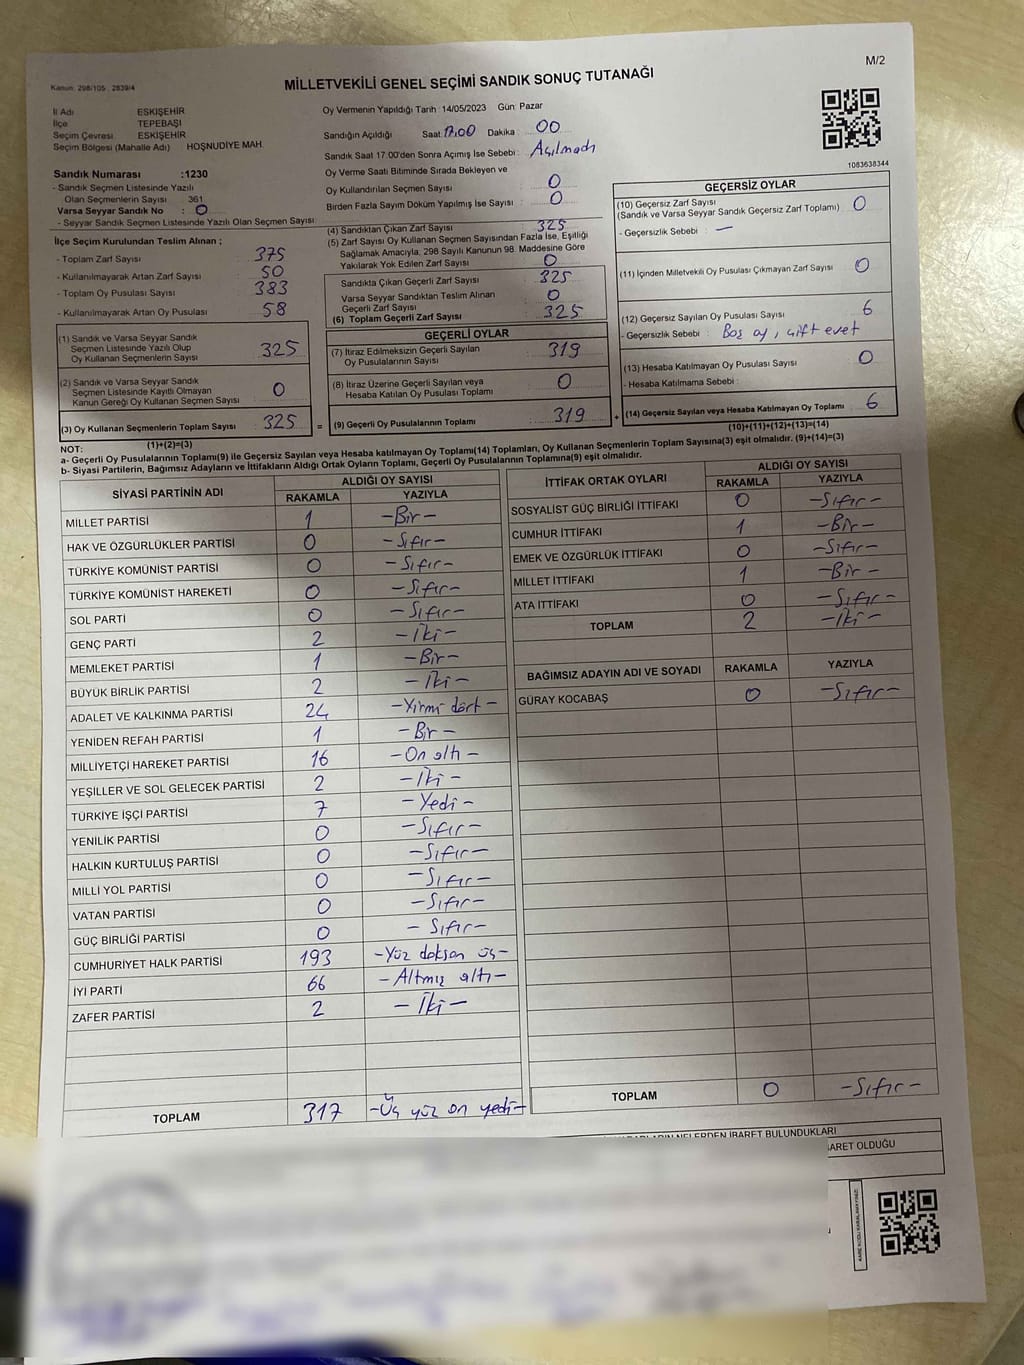 M/2
Kanun: 298/105 , 2839/4
MİLLETVEKİLİ GENEL SEÇİMİ SANDIK SONUÇ TUTANAĞI
İl Adı ESKİŞEHİR
İlçe TEPEBAŞI
Seçim Çevresi ESKİŞEHİR
Seçim Bölgesi (Mahalle Adı) HOŞNUDİYE MAH.
Sandık Numarası :1230
- Sandık Seçmen Listesinde Yazılı
Olan Seçmenlerin Sayısı 361
Varsa Seyyar Sandık No : 0
- Seyyar Sandık Seçmen Listesinde Yazılı Olan Seçmen Sayısı:
Oy Vermenin Yapıldığı Tarih :14/05/2023 Gün: Pazar
Sandığın Açıldığı Saat 17.00 Dakika : 00
Sandık Saat 17:00'den Sonra Açımış İse Sebebi : Açılmadı
Oy Verme Saati Bitiminde Sırada Bekleyen ve
Oy Kullandırılan Seçmen Sayısı 0
Birden Fazla Sayım Döküm Yapılmış İse Sayısı : 0
1083638344
İlçe Seçim Kurulundan Teslim Alınan ;
- Toplam Zarf Sayısı : 375
- Kullanılmayarak Artan Zarf Sayısı : 50
- Toplam Oy Pusulası Sayısı : 383
- Kullanılmayarak Artan Oy Pusulası : 58
(1) Sandık ve Varsa Seyyar Sandık
Seçmen Listesinde Yazılı Olup
Oy Kullanan Seçmenlerin Sayısı : 325
(2) Sandık ve Varsa Seyyar Sandık
Seçmen Listesinde Kayıtlı Olmayan
Kanun Gereği Oy Kullanan Seçmen Sayısı : 0
(3) Oy Kullanan Seçmenlerin Toplam Sayısı : 325
(1)+(2)=(3)
(4) Sandıktan Çıkan Zarf Sayısı : 325
(5) Zarf Sayısı Oy Kullanan Seçmen Sayısından Fazla İse, Eşitliği
Sağlamak Amacıyla, 298 Sayılı Kanunun 98. Maddesine Göre
Yakılarak Yok Edilen Zarf Sayısı : 0
Sandıkta Çıkan Geçerli Zarf Sayısı : 325
Varsa Seyyar Sandıktan Teslim Alınan
Geçerli Zarf Sayısı : 0
(6) Toplam Geçerli Zarf Sayısı : 325
GEÇERLİ OYLAR
(7) İtiraz Edilmeksizin Geçerli Sayılan
Oy Pusulalarının Sayısı : 319
(8) İtiraz Üzerine Geçerli Sayılan veya
Hesaba Katılan Oy Pusulası Toplamı : 0
= (9) Geçerli Oy Pusulalarının Toplamı : 319
GEÇERSİZ OYLAR
(10) Geçersiz Zarf Sayısı
(Sandık ve Varsa Seyyar Sandık Geçersiz Zarf Toplamı) : 0
- Geçersizlik Sebebi : —
(11) İçinden Milletvekili Oy Pusulası Çıkmayan Zarf Sayısı : 0
(12) Geçersiz Sayılan Oy Pusulası Sayısı : 6
- Geçersizlik Sebebi : Boş oy, çift evet
(13) Hesaba Katılmayan Oy Pusulası Sayısı : 0
- Hesaba Katılmama Sebebi :
+ (14) Geçersiz Sayılan veya Hesaba Katılmayan Oy Toplamı : 6
(10)+(11)+(12)+(13)=(14)
NOT:
a- Geçerli Oy Pusulalarının Toplamı(9) ile Geçersiz Sayılan veya Hesaba katılmayan Oy Toplamı(14) Toplamları, Oy Kullanan Seçmenlerin Toplam Sayısına(3) eşit olmalıdır. (9)+(14)=(3)
b- Siyasi Partilerin, Bağımsız Adayların ve İttifakların Aldığı Ortak Oyların Toplamı, Geçerli Oy Pusulalarının Toplamına(9) eşit olmalıdır.
SİYASİ PARTİNİN ADI ALDIĞI OY SAYISI
RAKAMLA YAZIYLA
MİLLET PARTİSİ 1 -Bir-
HAK VE ÖZGÜRLÜKLER PARTİSİ 0 -Sıfır-
TÜRKİYE KOMÜNİST PARTİSİ 0 -Sıfır-
TÜRKİYE KOMÜNİST HAREKETİ 0 -Sıfır-
SOL PARTİ 0 -Sıfır-
GENÇ PARTİ 2 -İki-
MEMLEKET PARTİSİ 1 -Bir-
BÜYÜK BİRLİK PARTİSİ 2 -İki-
ADALET VE KALKINMA PARTİSİ 24 -Yirmi dört-
YENİDEN REFAH PARTİSİ 1 -Bir-
MİLLİYETÇİ HAREKET PARTİSİ 16 -On altı-
YEŞİLLER VE SOL GELECEK PARTİSİ 2 -İki-
TÜRKİYE İŞÇİ PARTİSİ 7 -Yedi-
YENİLİK PARTİSİ 0 -Sıfır-
HALKIN KURTULUŞ PARTİSİ 0 -Sıfır-
MİLLİ YOL PARTİSİ 0 -Sıfır-
VATAN PARTİSİ 0 -Sıfır-
GÜÇ BİRLİĞİ PARTİSİ 0 -Sıfır-
CUMHURİYET HALK PARTİSİ 193 -Yüz doksan üç-
İYİ PARTİ 66 -Altmış altı-
ZAFER PARTİSİ 2 -İki-
TOPLAM 317 -Üç yüz on yedi-
İTTİFAK ORTAK OYLARI ALDIĞI OY SAYISI
RAKAMLA YAZIYLA
SOSYALİST GÜÇ BİRLİĞİ İTTİFAKI 0 -Sıfır-
CUMHUR İTTİFAKI 1 -Bir-
EMEK VE ÖZGÜRLÜK İTTİFAKI 0 -Sıfır-
MİLLET İTTİFAKI 1 -Bir-
ATA İTTİFAKI 0 -Sıfır-
TOPLAM 2 -İki-
BAĞIMSIZ ADAYIN ADI VE SOYADI RAKAMLA YAZIYLA
GÜRAY KOCABAŞ 0 -Sıfır-
TOPLAM 0 -Sıfır-
NELERDEN İBARET BULUNDUKLARI
İBARET OLDUĞU